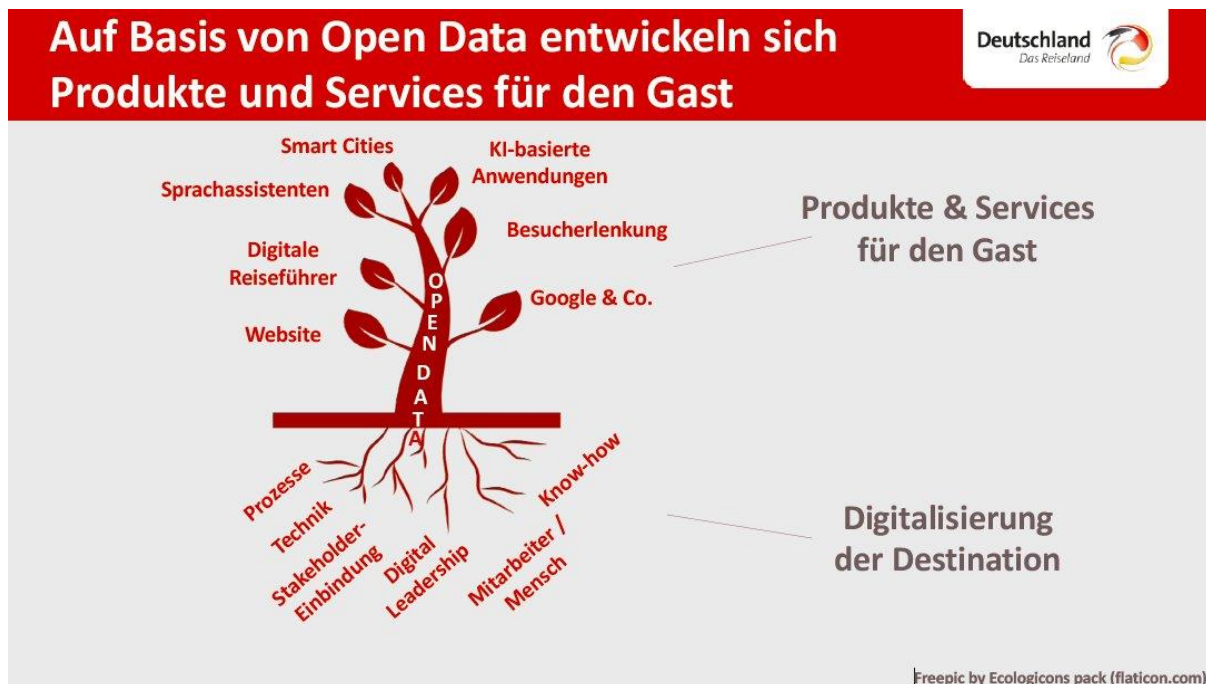 Auf Basis von Open Data entwickeln sich
Produkte und Services für den Gast
Deutschland
Das Reiseland
Smart Cities
KI-basierte
Anwendungen
Sprachassistenten
Besucherlenkung
Digitale
Reiseführer
Google & Co.
Website
OPEN DATA
Produkte & Services
für den Gast
Prozesse
Technik
Stakeholder-
Einbindung
Digital
Leadership
Mitarbeiter /
Mensch
Know-how
Digitalisierung
der Destination
Freepic by Ecologicons pack (flaticon.com)